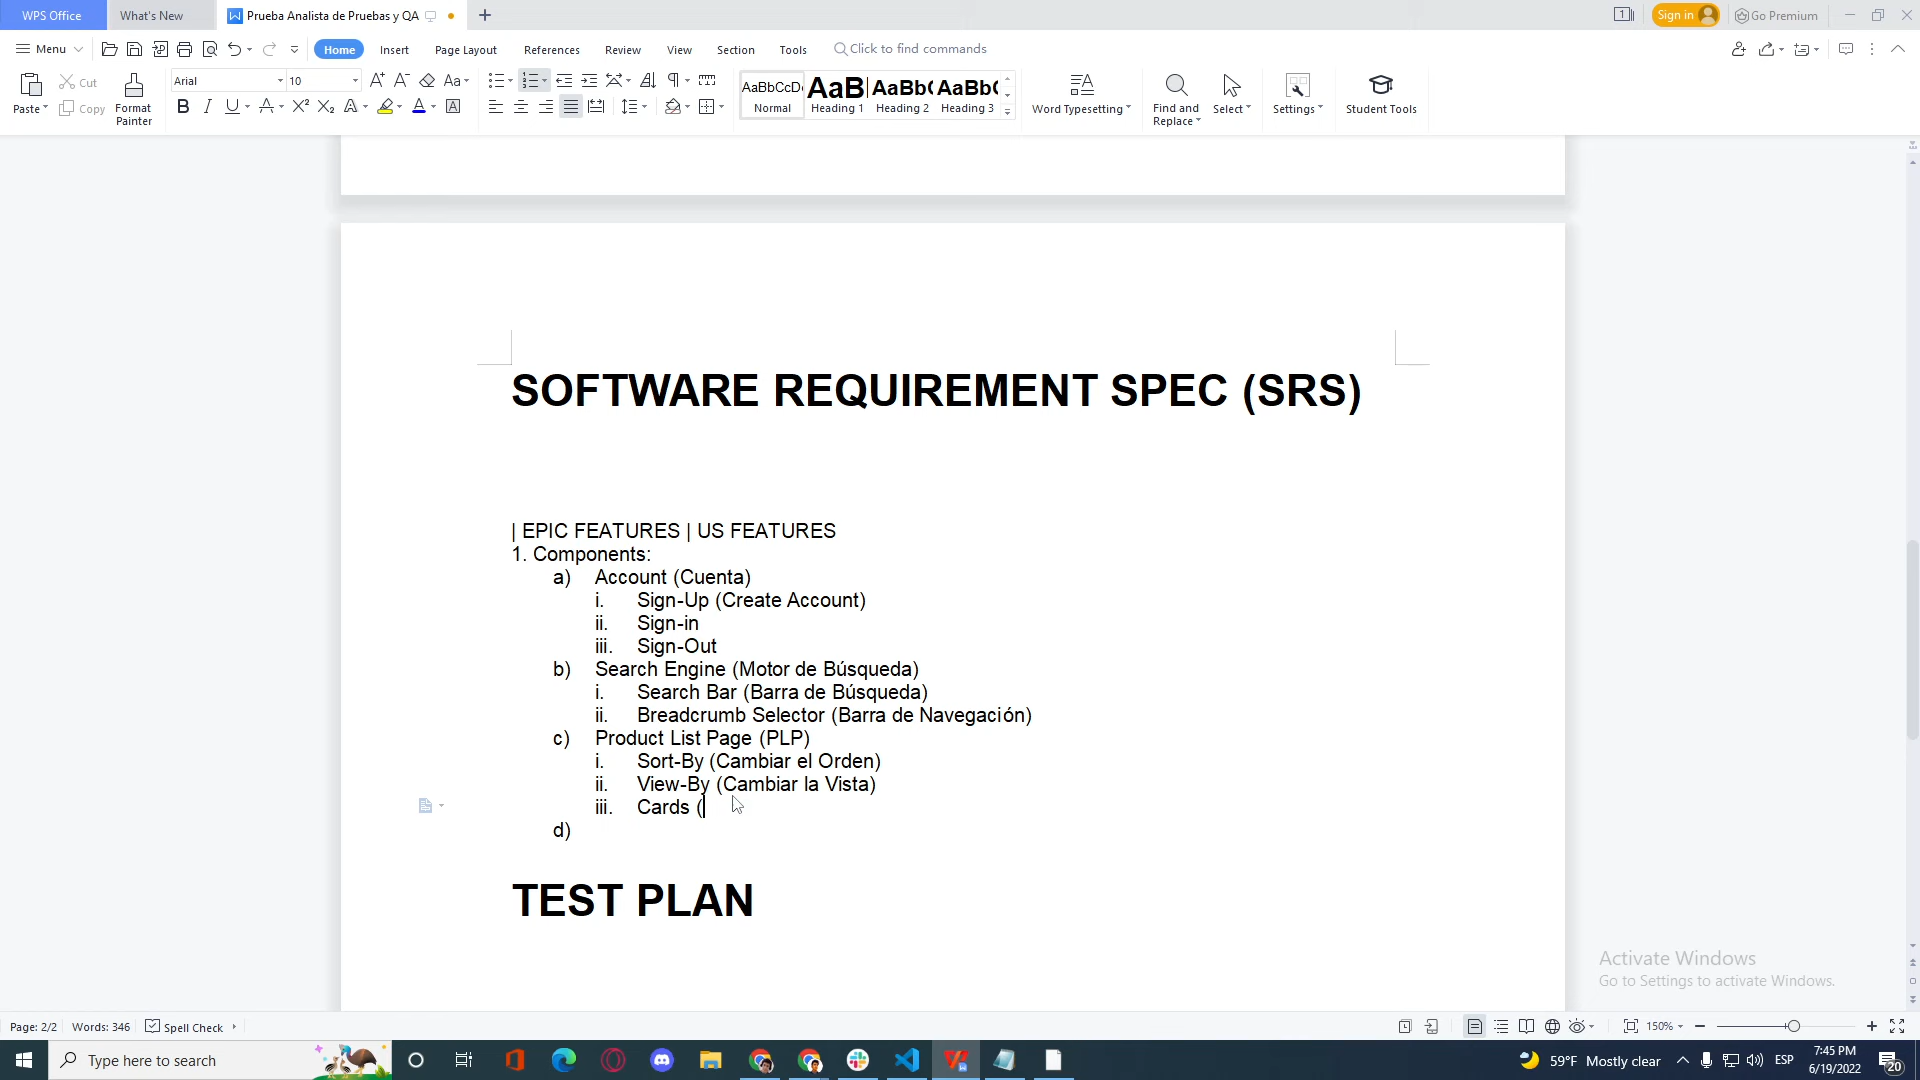 WPS Office
What's New
Prueba Analista de Pruebas y QA
1
Sign in
Go Premium
Menu
Home
Insert
Page Layout
References
Review
View
Section
Tools
Click to find commands
Paste
Cut
Copy
Format Painter
Arial
10
AaBbCcD
Normal
AaB
Heading 1
AaBb(
Heading 2
AaBb(
Heading 3
Word Typesetting
Find and Replace
Select
Settings
Student Tools
SOFTWARE REQUIREMENT SPEC (SRS)
| EPIC FEATURES | US FEATURES
1. Components:
a) Account (Cuenta)
i. Sign-Up (Create Account)
ii. Sign-in
iii. Sign-Out
b) Search Engine (Motor de Búsqueda)
i. Search Bar (Barra de Búsqueda)
ii. Breadcrumb Selector (Barra de Navegación)
c) Product List Page (PLP)
i. Sort-By (Cambiar el Orden)
ii. View-By (Cambiar la Vista)
iii. Cards (
d)
TEST PLAN
Activate Windows
Go to Settings to activate Windows.
Page: 2/2
Words: 346
Spell Check
150%
Type here to search
59°F Mostly clear
ESP
7:45 PM
6/19/2022
20